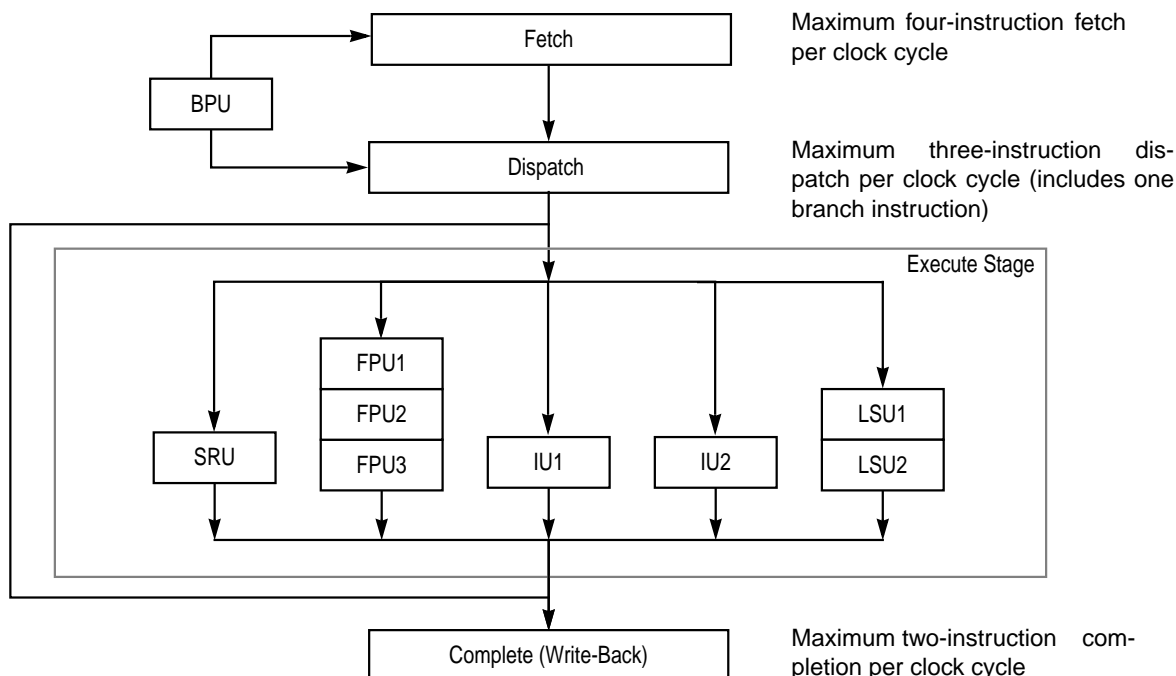 Maximum four-instruction fetch
per clock cycle
Fetch
BPU
Maximum three-instruction dis-
patch per clock cycle (includes one
branch instruction)
Dispatch
Execute Stage
FPU1
FPU2
FPU3
LSU1
LSU2
SRU
IU1
IU2
Complete (Write-Back)
Maximum two-instruction com-
pletion per clock cycle